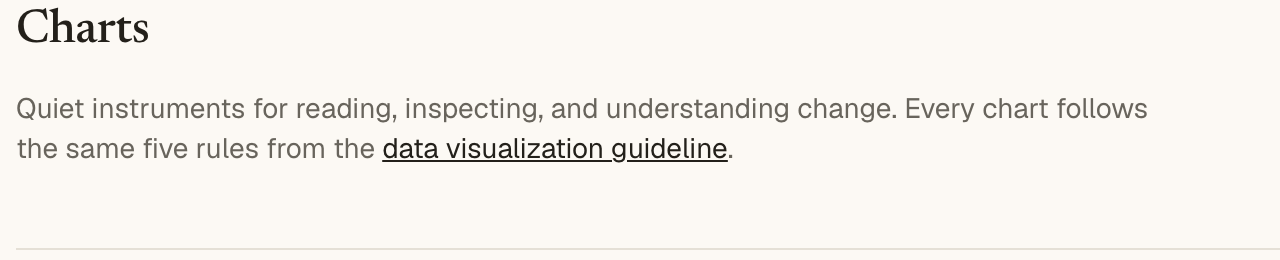 Charts
Quiet instruments for reading, inspecting, and understanding change. Every chart follows
the same five rules from the data visualization guideline.